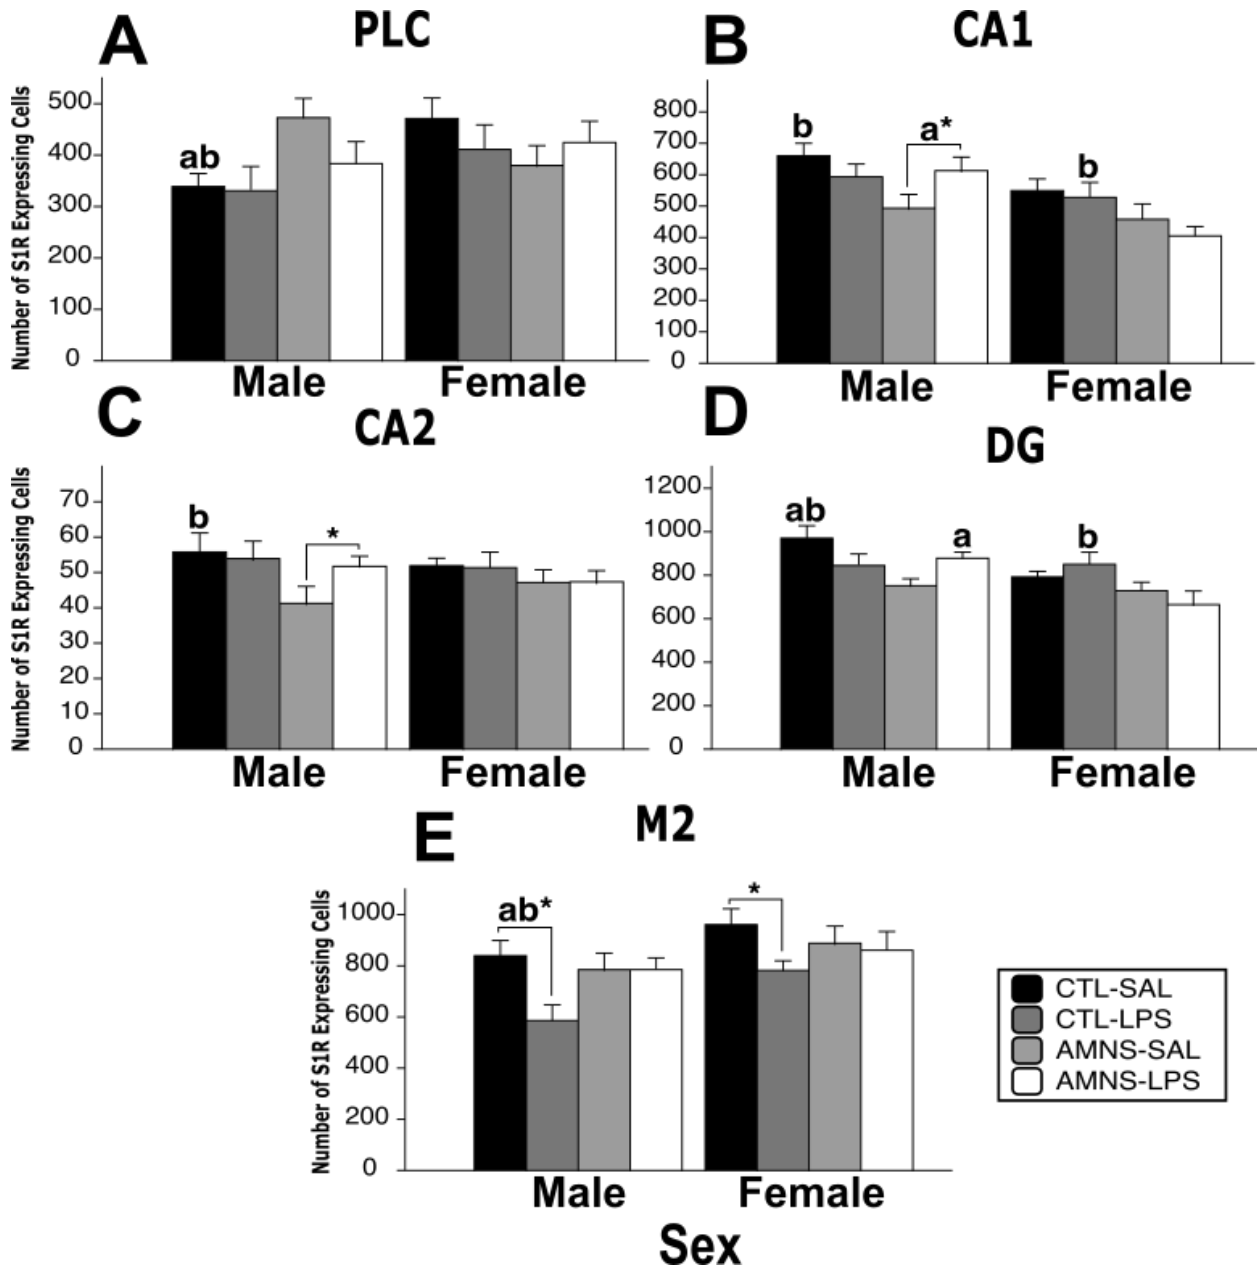 A
PLC
Number of S1R Expressing Cells
500
400
300
200
100
0
ab
Male
Female
B
CA1
800
700
600
500
400
300
200
100
0
b
a*
b
Male
Female
C
CA2
Number of S1R Expressing Cells
70
60
50
40
30
20
10
0
b
*
Male
Female
D
DG
1200
1000
800
600
400
200
0
ab
a
b
Male
Female
E
M2
Number of S1R Expressing Cells
1000
800
600
400
200
0
ab*
*
Male
Female
Sex
CTL-SAL
CTL-LPS
AMNS-SAL
AMNS-LPS